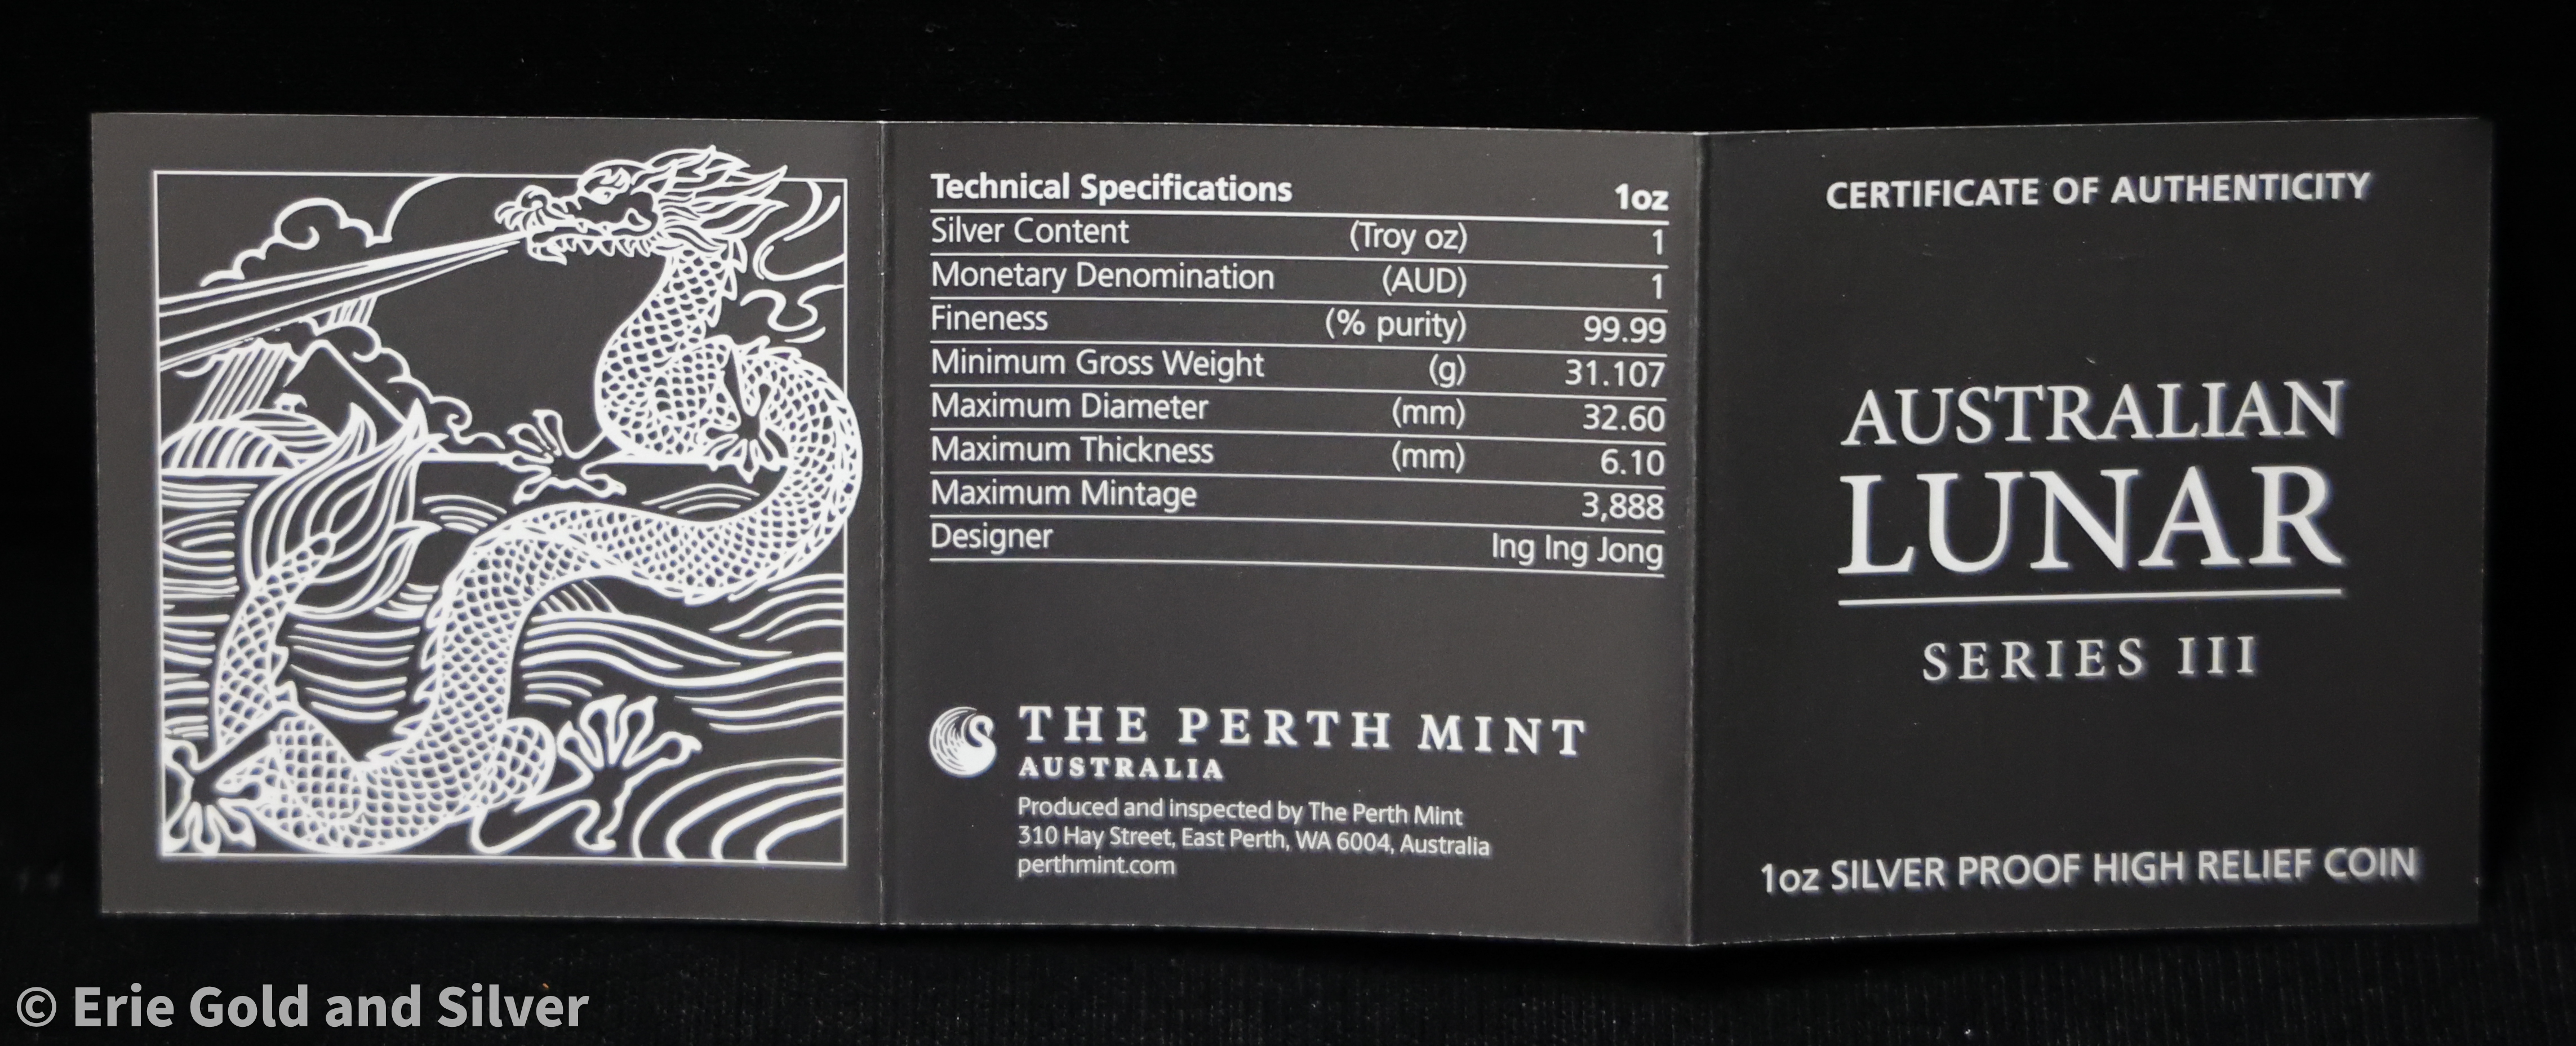 Technical Specifications 1oz
Silver Content (Troy oz) 1
Monetary Denomination (AUD) 1
Fineness (% purity) 99.99
Minimum Gross Weight (g) 31.107
Maximum Diameter (mm) 32.60
Maximum Thickness (mm) 6.10
Maximum Mintage 3,888
Designer Ing Ing Jong
THE PERTH MINT
AUSTRALIA
Produced and inspected by The Perth Mint
310 Hay Street, East Perth, WA 6004, Australia
perthmint.com
CERTIFICATE OF AUTHENTICITY
AUSTRALIAN
LUNAR
SERIES III
1oz SILVER PROOF HIGH RELIEF COIN
© Erie Gold and Silver